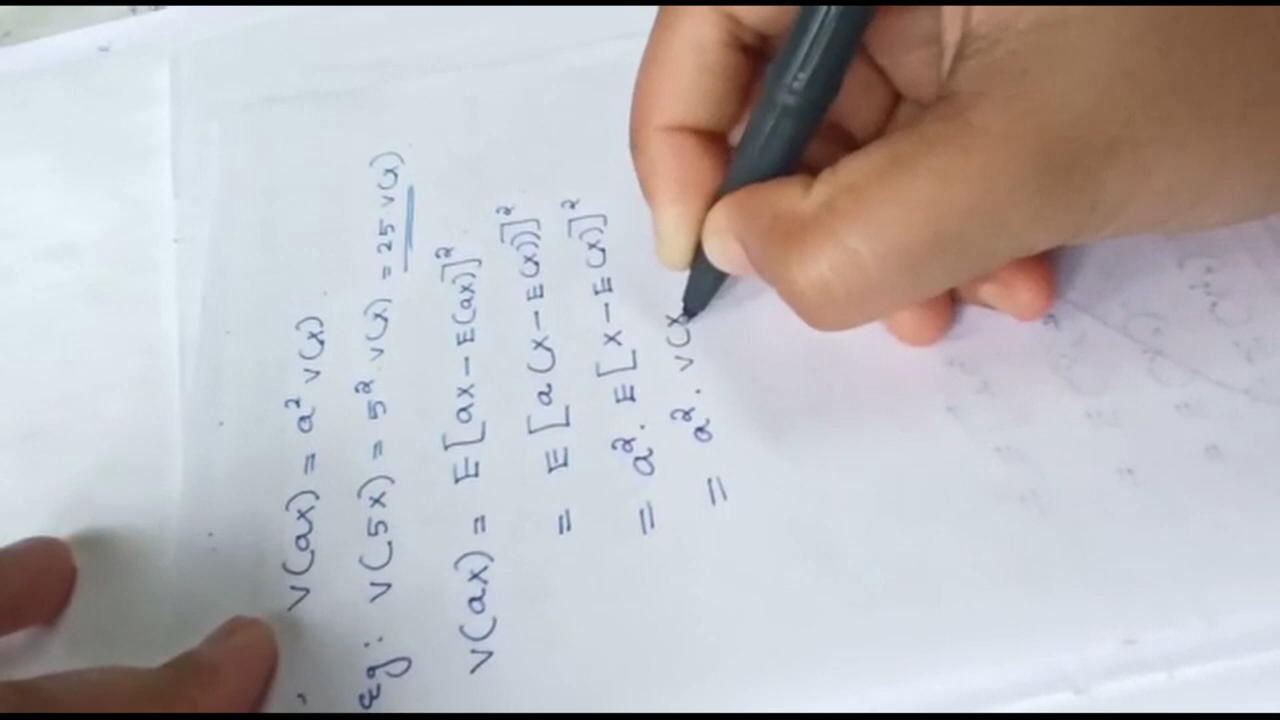 V(ax) = a² V(x)
Eg: V(5x) = 5² . V(x) = 25 V(x)
V(ax) = E[ax - E(ax)]²
= E[a(x - E(x))]²
= a². E[x - E(x)]²
= a². V(x